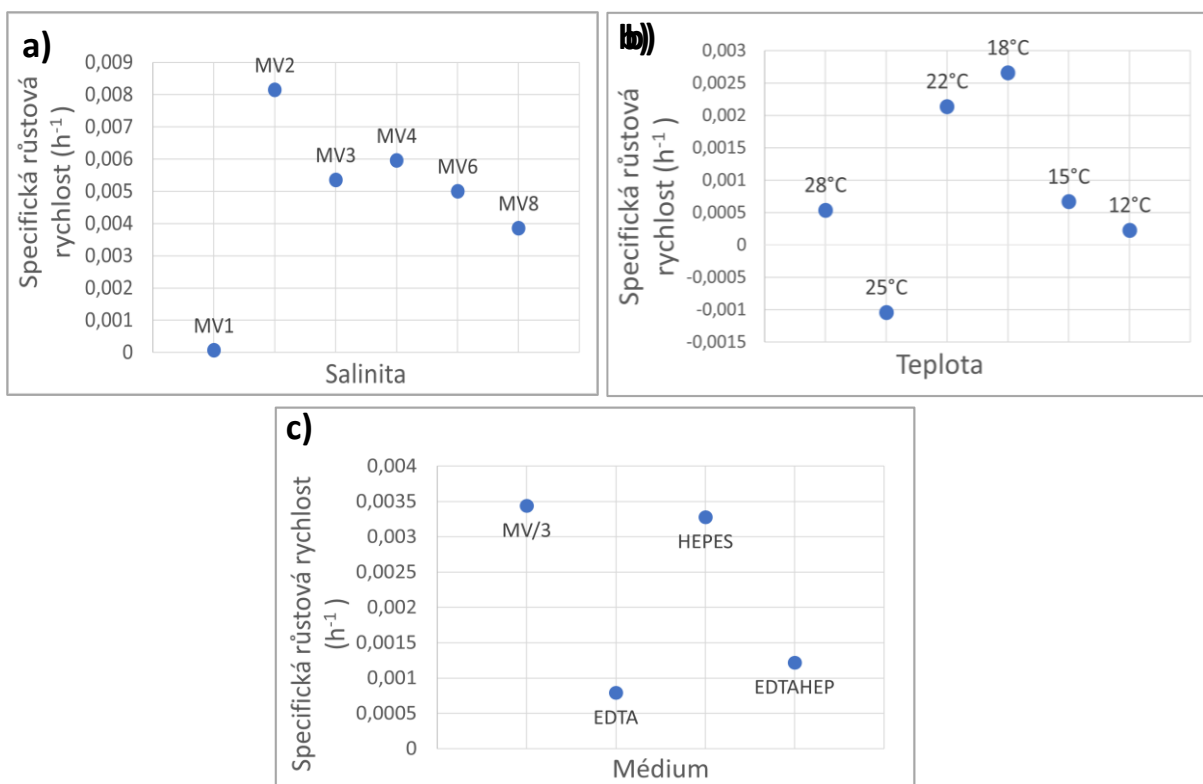 a)
Specifická růstová
rychlost (h-1)
0,009
0,008
0,007
0,006
0,005
0,004
0,003
0,002
0,001
0
MV1
MV2
MV3
MV4
MV6
MV8
Salinita
b)
Specifická růstová
rychlost (h-1 )
0,003
0,0025
0,002
0,0015
0,001
0,0005
0
-0,0005
-0,001
-0,0015
28°C
25°C
22°C
18°C
15°C
12°C
Teplota
c)
Specifická růstová rychlost
(h-1 )
0,004
0,0035
0,003
0,0025
0,002
0,0015
0,001
0,0005
0
MV/3
EDTA
HEPES
EDTAHEP
Médium